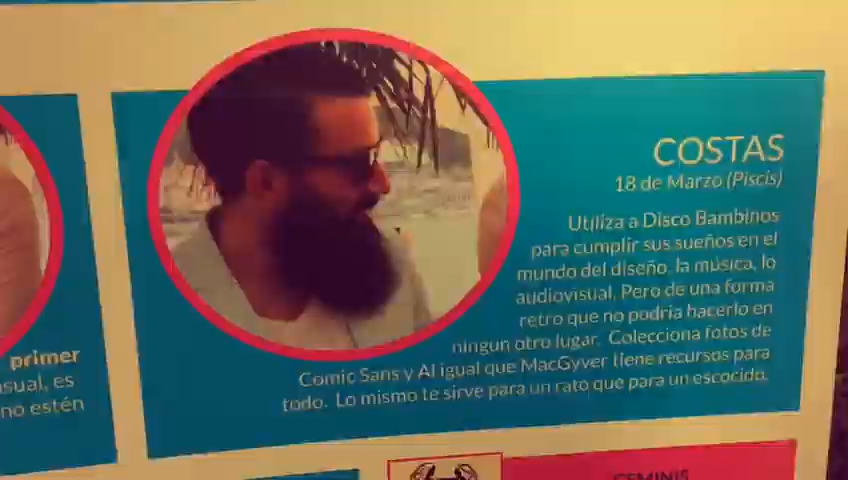 COSTAS
18 de Marzo (Piscis)
Utiliza a Disco Bambinos
para cumplir sus sueños en el
mundo del diseño, la música, lo
audiovisual. Pero de una forma
retro que no podria hacerlo en
ningun otro lugar. Colecciona fotos de
Comic Sans y Al igual que MacGyver tiene recursos para
todo. Lo mismo te sirve para un rato que para un escocido.
primer
sual, es
no estén
GEMINIS